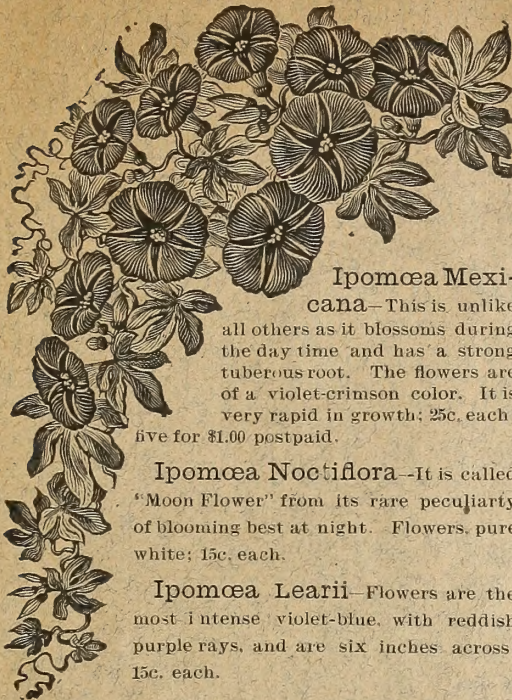 Ipomœa Mexi-
cana—This is unlike
all others as it blossoms during
the day time and has a strong
tuberous root. The flowers are
of a violet-crimson color. It is
very rapid in growth; 25c. each
five for $1.00 postpaid.
Ipomœa Noctiflora--It is called
“Moon Flower” from its rare peculiarty
of blooming best at night. Flowers, pure
white; 15c. each.
Ipomœa Learii—Flowers are the
most intense violet-blue, with reddish
purple rays, and are six inches across
15c. each.